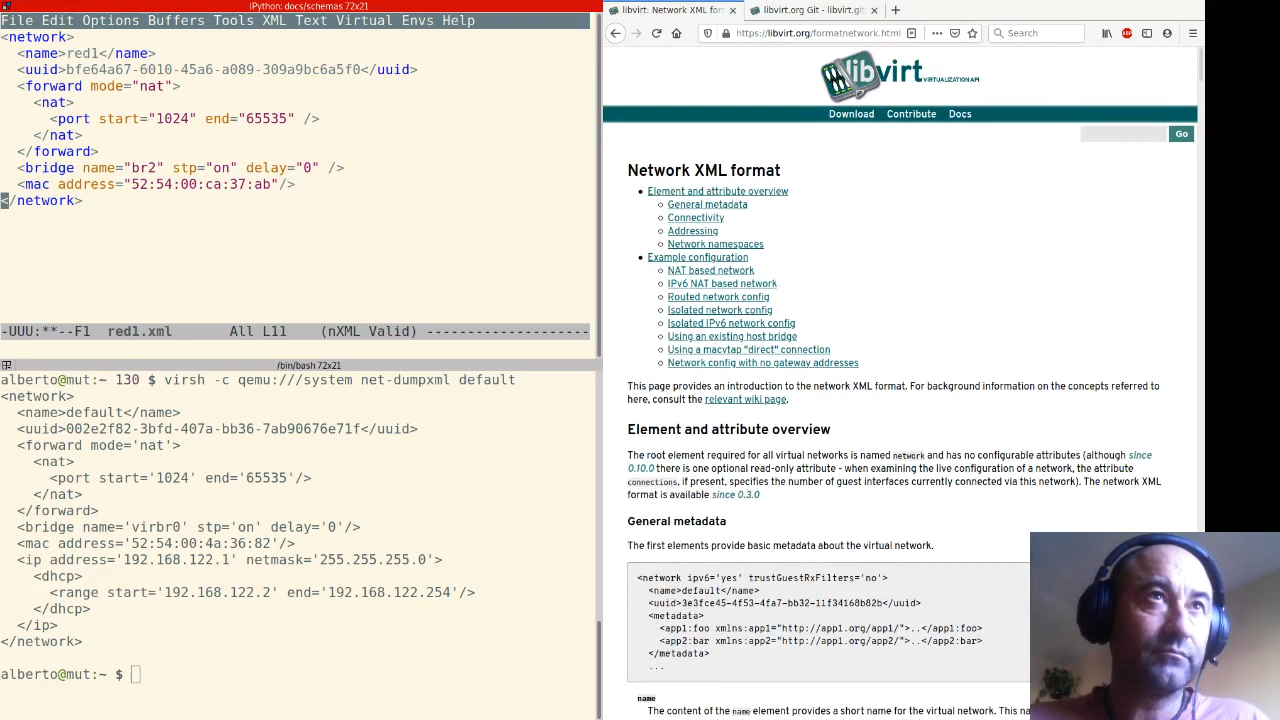 IPython: docs/schemas 72x21
File Edit Options Buffers Tools XML Text Virtual Envs Help
<network>
  <name>red1</name>
  <uuid>bfe64a67-6010-45a6-a089-309a9bc6a5f0</uuid>
  <forward mode="nat">
    <nat>
      <port start="1024" end="65535" />
    </nat>
  </forward>
  <bridge name="br2" stp="on" delay="0" />
  <mac address="52:54:00:ca:37:ab"/>
</network>
-UUU:**--F1  red1.xml       All L11    (nXML Valid) --------------------
/bin/bash 72x21
alberto@mut:~ 130 $ virsh -c qemu:///system net-dumpxml default
<network>
  <name>default</name>
  <uuid>002e2f82-3bfd-407a-bb36-7ab90676e71f</uuid>
  <forward mode='nat'>
    <nat>
      <port start='1024' end='65535'/>
    </nat>
  </forward>
  <bridge name='virbr0' stp='on' delay='0'/>
  <mac address='52:54:00:4a:36:82'/>
  <ip address='192.168.122.1' netmask='255.255.255.0'>
    <dhcp>
      <range start='192.168.122.2' end='192.168.122.254'/>
    </dhcp>
  </ip>
</network>
alberto@mut:~ $
libvirt: Network XML form
libvirt.org Git - libvirt.git
https://libvirt.org/formatnetwork.html
Search
libvirt VIRTUALIZATION API
Download Contribute Docs
Go
Network XML format
Element and attribute overview
General metadata
Connectivity
Addressing
Network namespaces
Example configuration
NAT based network
IPv6 NAT based network
Routed network config
Isolated network config
Isolated IPv6 network config
Using an existing host bridge
Using a macvtap "direct" connection
Network config with no gateway addresses
This page provides an introduction to the network XML format. For background information on the concepts referred to
here, consult the relevant wiki page.
Element and attribute overview
The root element required for all virtual networks is named network and has no configurable attributes (although since
0.10.0 there is one optional read-only attribute - when examining the live configuration of a network, the attribute
connections, if present, specifies the number of guest interfaces currently connected via this network). The network XML
format is available since 0.3.0
General metadata
The first elements provide basic metadata about the virtual network.
<network ipv6='yes' trustGuestRxFilters='no'>
  <name>default</name>
  <uuid>3e3fce45-4f53-4fa7-bb32-11f34168b82b</uuid>
  <metadata>
    <app1:foo xmlns:app1="http://app1.org/app1/">..</app1:foo>
    <app2:bar xmlns:app2="http://app1.org/app2/">..</app2:bar>
  </metadata>
  ...
name
The content of the name element provides a short name for the virtual network. This na